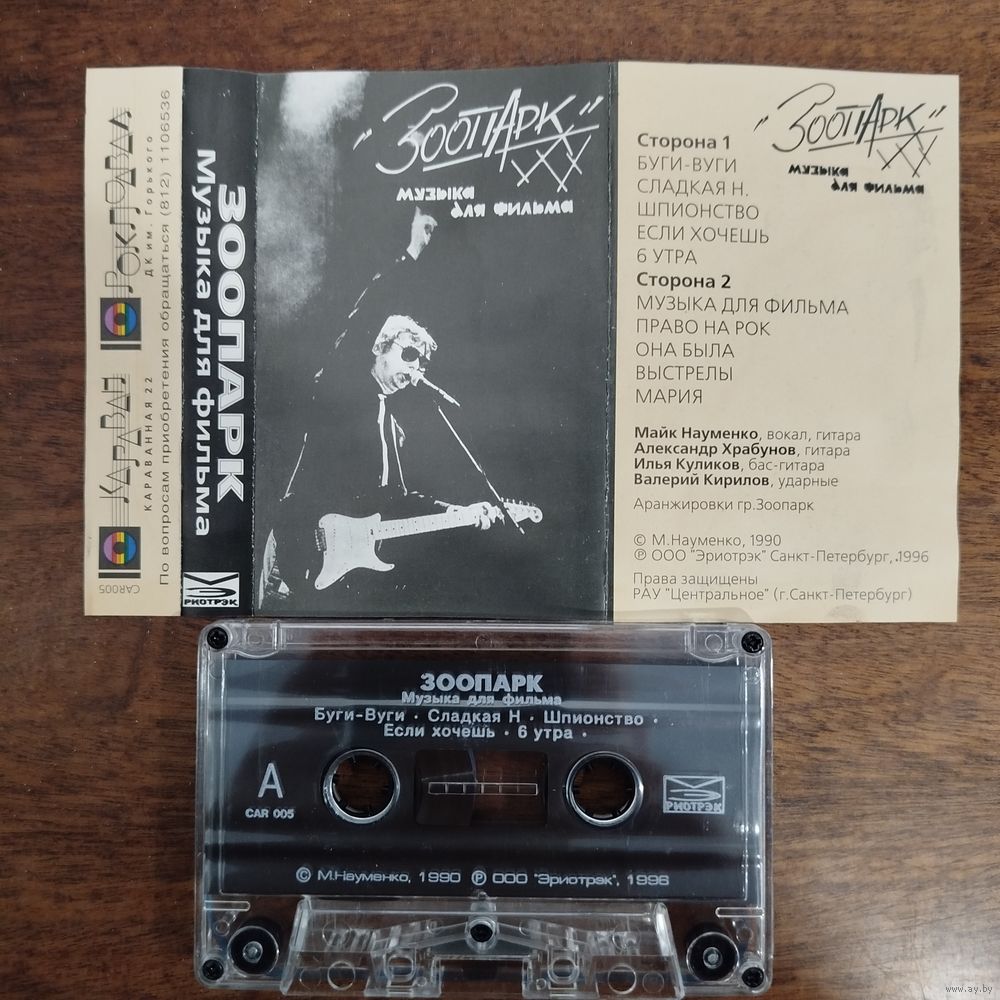 РОКПОДВАЛ
ДК им. Горького
КАРАВАН
КАРАВАННАЯ 22
По вопросам приобретения обращаться (812) 1106536
CAR005
ЗООПАРК
Музыка для фильма
РИОТРЭК
"ЗООПАРК"
музыка
для фильма
"ЗООПАРК"
музыка
для фильма
Сторона 1
БУГИ-ВУГИ
СЛАДКАЯ Н.
ШПИОНСТВО
ЕСЛИ ХОЧЕШЬ
6 УТРА
Сторона 2
МУЗЫКА ДЛЯ ФИЛЬМА
ПРАВО НА РОК
ОНА БЫЛА
ВЫСТРЕЛЫ
МАРИЯ
Майк Науменко, вокал, гитара
Александр Храбунов, гитара
Илья Куликов, бас-гитара
Валерий Кирилов, ударные
Аранжировки гр.Зоопарк
© М.Науменко, 1990
℗ ООО "Эриотрэк" Санкт-Петербург,.1996
Права защищены
РАУ "Центральное" (г.Санкт-Петербург)
ЗООПАРК
Музыка для фильма
Буги-Вуги · Сладкая Н · Шпионство ·
Если хочешь · 6 утра ·
A
CAR 005
РИОТРЭК
© М.Науменко, 1990 ℗ ООО "Эриотрэк", 1996
www.ay.by